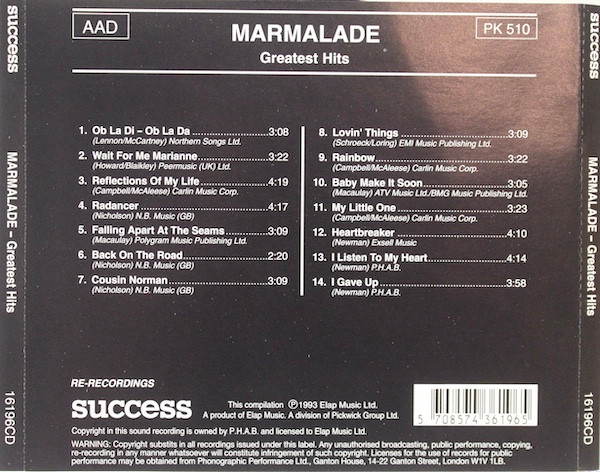 AAD
MARMALADE
PK 510
Greatest Hits
1. Ob La Di – Ob La Da 3:08
(Lennon/McCartney) Northern Songs Ltd.
2. Wait For Me Marianne 3:22
(Howard/Blaikley) Peermusic (UK) Ltd.
3. Reflections Of My Life 4:19
(Campbell/McAleese) Carlin Music Corp.
4. Radancer 4:17
(Nicholson) N.B. Music (GB)
5. Falling Apart At The Seams 3:09
(Macaulay) Polygram Music Publishing Ltd.
6. Back On The Road 2:20
(Nicholson) N.B. Music (GB)
7. Cousin Norman 3:09
(Nicholson) N.B. Music (GB)
8. Lovin' Things 3:09
(Schroeck/Loring) EMI Music Publishing Ltd.
9. Rainbow 3:22
(Campbell/McAleese) Carlin Music Corp.
10. Baby Make It Soon 3:05
(Macaulay) ATV Music Ltd./BMG Music Publishing Ltd.
11. My Little One 3:23
(Campbell/McAleese) Carlin Music Corp.
12. Heartbreaker 4:10
(Newman) Exsell Music
13. I Listen To My Heart 4:14
(Newman) P.H.A.B.
14. I Gave Up 3:58
(Newman) P.H.A.B.
RE-RECORDINGS
success
This compilation ℗1993 Elap Music Ltd.
A product of Elap Music. A division of Pickwick Group Ltd.
Copyright in this sound recording is owned by P.H.A.B. and licensed to Elap Music Ltd.
WARNING: Copyright substits in all recordings issued under this label. Any unauthorised broadcasting, public performance, copying,
re-recording in any manner whatsoever will constitute infringement of such copyright. Licenses for the use of records for public
performance may be obtained from Phonographic Performance Ltd., Ganton House, 14-22 Ganton Street, London W1V 1LB.
5 708574 361965
success
MARMALADE – Greatest Hits
16196CD
success
MARMALADE – Greatest Hits
16196CD